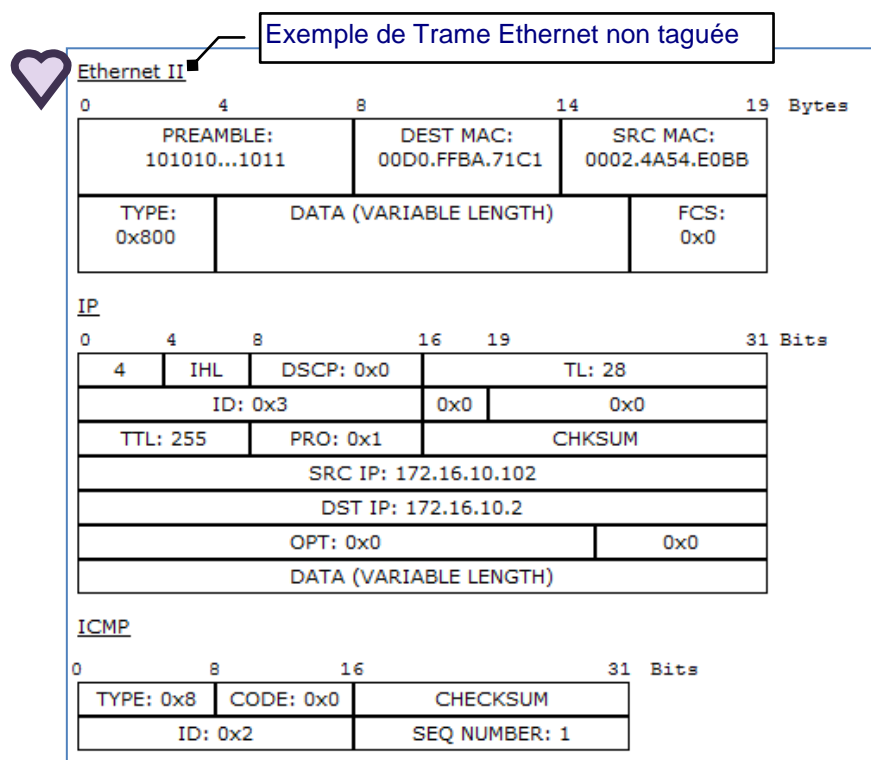 Exemple de Trame Ethernet non taguée
Ethernet II
0 4 8 14 19 Bytes
PREAMBLE: DEST MAC: SRC MAC:
101010...1011 00D0.FFBA.71C1 0002.4A54.E0BB
TYPE: DATA (VARIABLE LENGTH) FCS:
0x800 0x0
IP
0 4 8 16 19 31 Bits
4 IHL DSCP: 0x0 TL: 28
ID: 0x3 0x0 0x0
TTL: 255 PRO: 0x1 CHKSUM
SRC IP: 172.16.10.102
DST IP: 172.16.10.2
OPT: 0x0 0x0
DATA (VARIABLE LENGTH)
ICMP
0 8 16 31 Bits
TYPE: 0x8 CODE: 0x0 CHECKSUM
ID: 0x2 SEQ NUMBER: 1